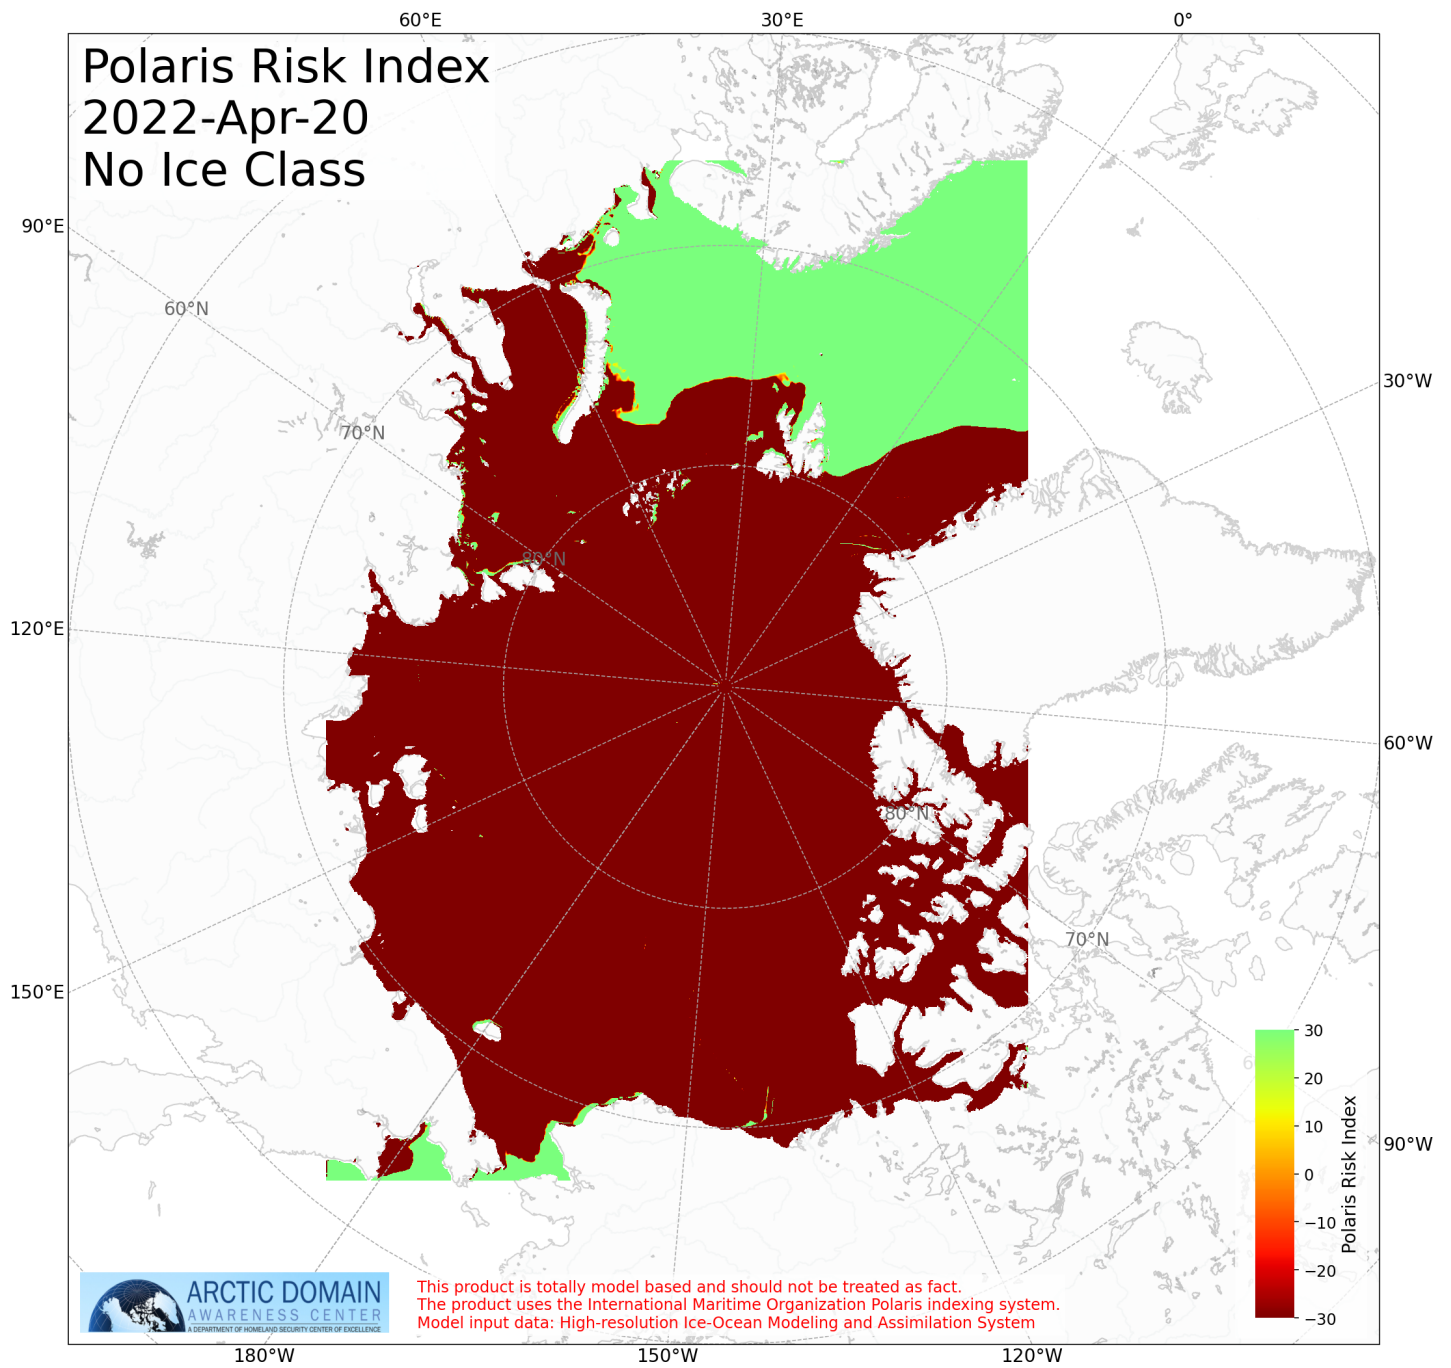 60°E
30°E
0°
Polaris Risk Index
2022-Apr-20
No Ice Class
90°E
60°N
30°W
70°N
80°N
120°E
60°W
80°N
70°N
150°E
30
20
10
0
−10
−20
−30
Polaris Risk Index
90°W
ARCTIC DOMAIN
AWARENESS CENTER
A DEPARTMENT OF HOMELAND SECURITY CENTER OF EXCELLENCE
This product is totally model based and should not be treated as fact.
The product uses the International Maritime Organization Polaris indexing system.
Model input data: High-resolution Ice-Ocean Modeling and Assimilation System
180°W
150°W
120°W